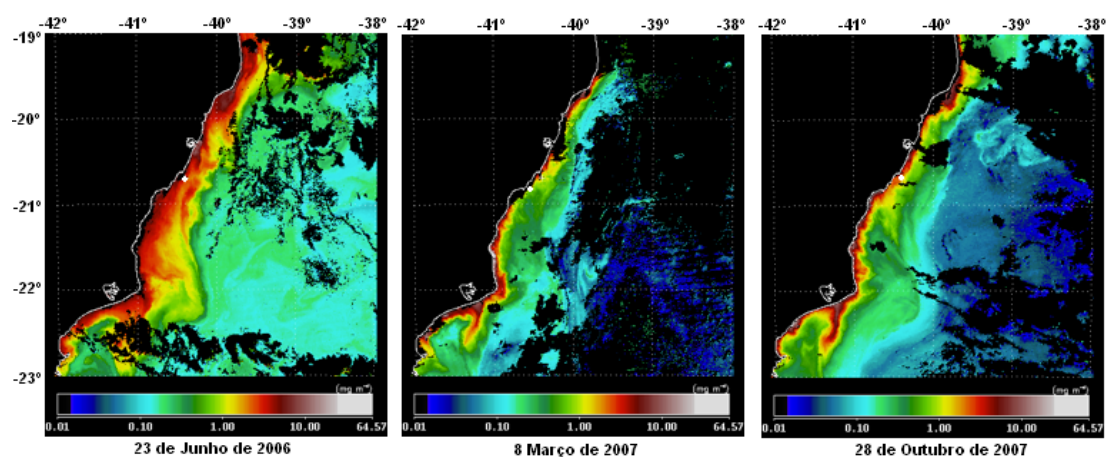 -42° -41° -40° -39° -38°
-42° -41° -40° -39° -38°
-42° -41° -40° -39° -38°
-19°
-20°
-21°
-22°
-23°
(mg m⁻³)
0.01 0.10 1.00 10.00 64.57
23 de Junho de 2006
(mg m⁻³)
0.01 0.10 1.00 10.00 64.57
8 Março de 2007
(mg m⁻³)
0.01 0.10 1.00 10.00 64.57
28 de Outubro de 2007